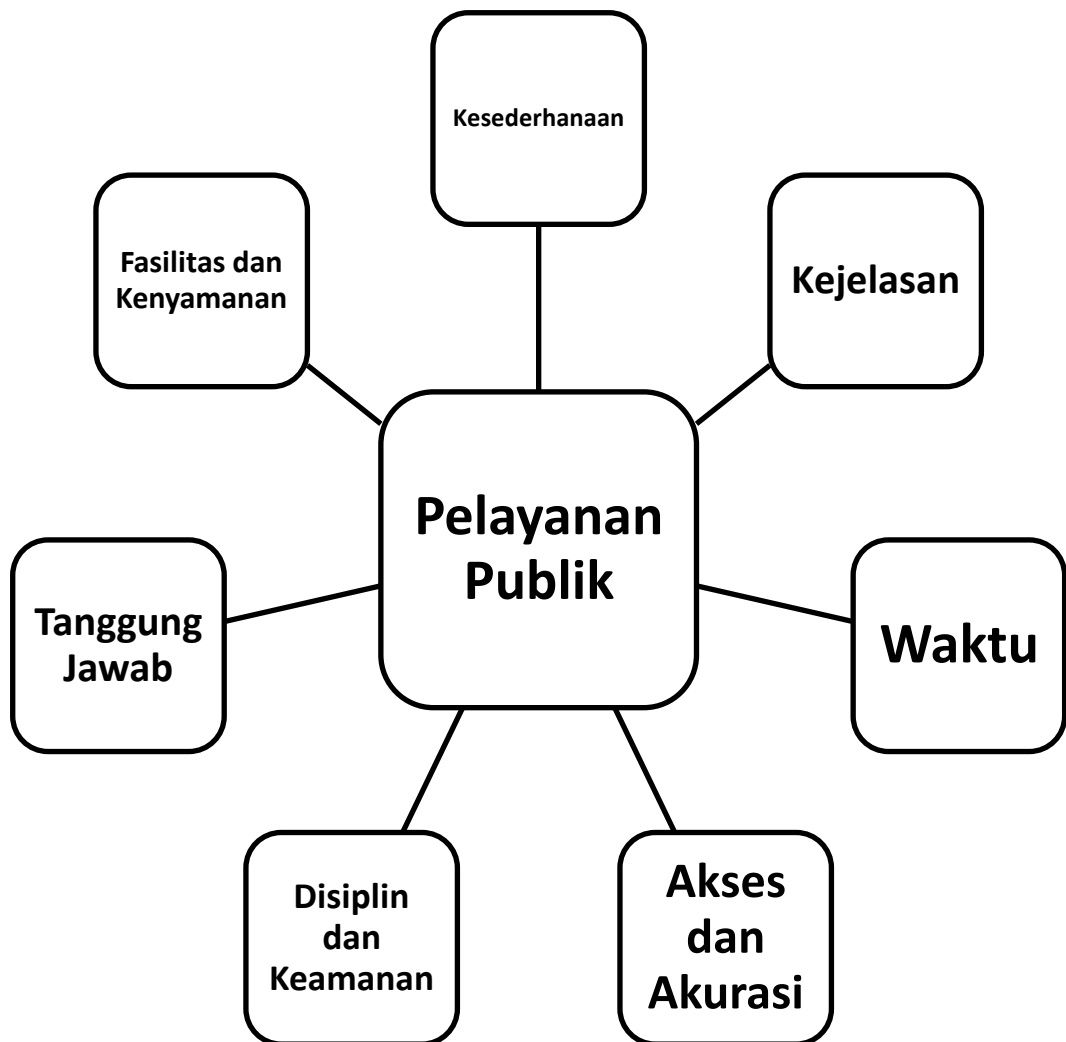 Kesederhanaan
Fasilitas dan
Kenyamanan
Kejelasan
Pelayanan
Publik
Tanggung
Jawab
Waktu
Disiplin
dan
Keamanan
Akses
dan
Akurasi